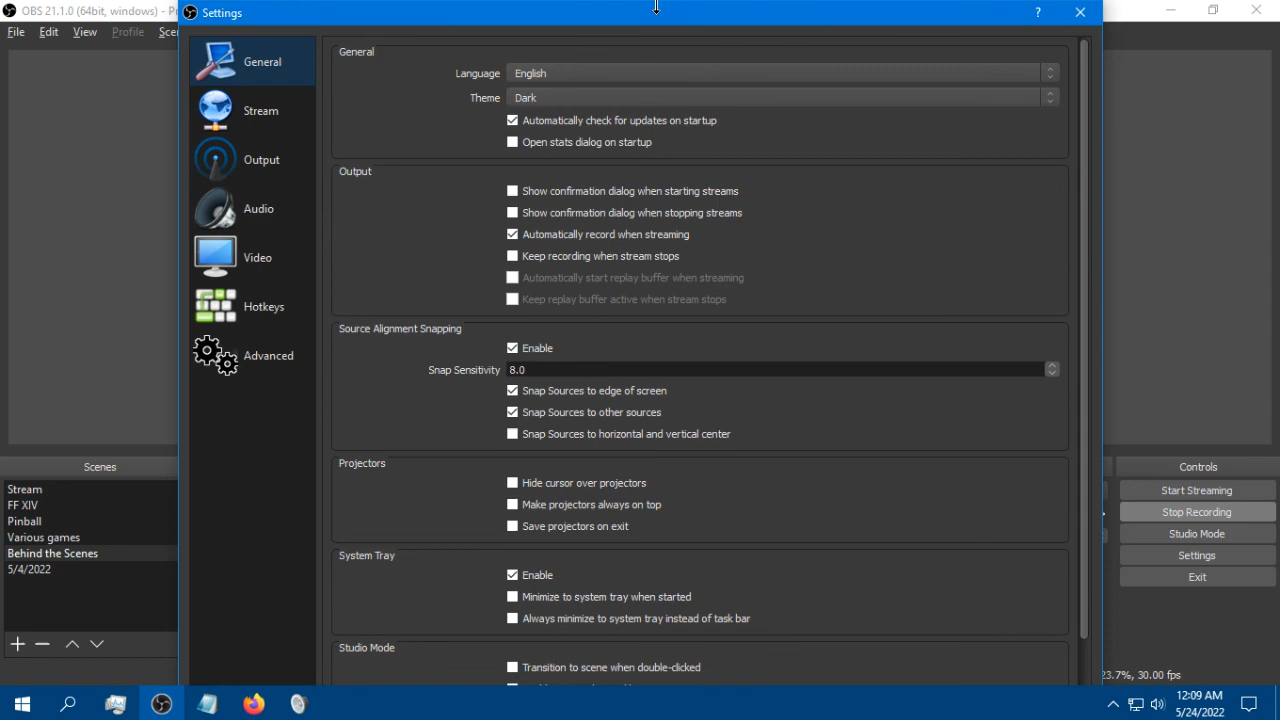 OBS 21.1.0 (64bit, windows) - Pr
Settings
?
File Edit View Profile Sce
General
Stream
Output
Audio
Video
Hotkeys
Advanced
General
Language English
Theme Dark
Automatically check for updates on startup
Open stats dialog on startup
Output
Show confirmation dialog when starting streams
Show confirmation dialog when stopping streams
Automatically record when streaming
Keep recording when stream stops
Automatically start replay buffer when streaming
Keep replay buffer active when stream stops
Source Alignment Snapping
Enable
Snap Sensitivity 8.0
Snap Sources to edge of screen
Snap Sources to other sources
Snap Sources to horizontal and vertical center
Projectors
Hide cursor over projectors
Make projectors always on top
Save projectors on exit
System Tray
Enable
Minimize to system tray when started
Always minimize to system tray instead of task bar
Studio Mode
Transition to scene when double-clicked
Scenes
Stream
FF XIV
Pinball
Various games
Behind the Scenes
5/4/2022
Controls
Start Streaming
Stop Recording
Studio Mode
Settings
Exit
23.7%, 30.00 fps
12:09 AM
5/24/2022